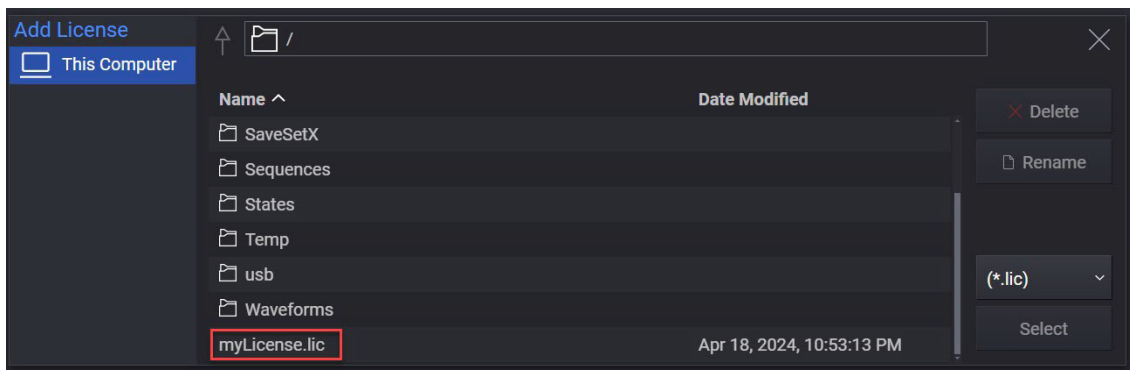 Add License
This Computer
/
Name Date Modified
SaveSetX
Sequences
States
Temp
usb
Waveforms
myLicense.lic Apr 18, 2024, 10:53:13 PM
Delete
Rename
(*.lic)
Select